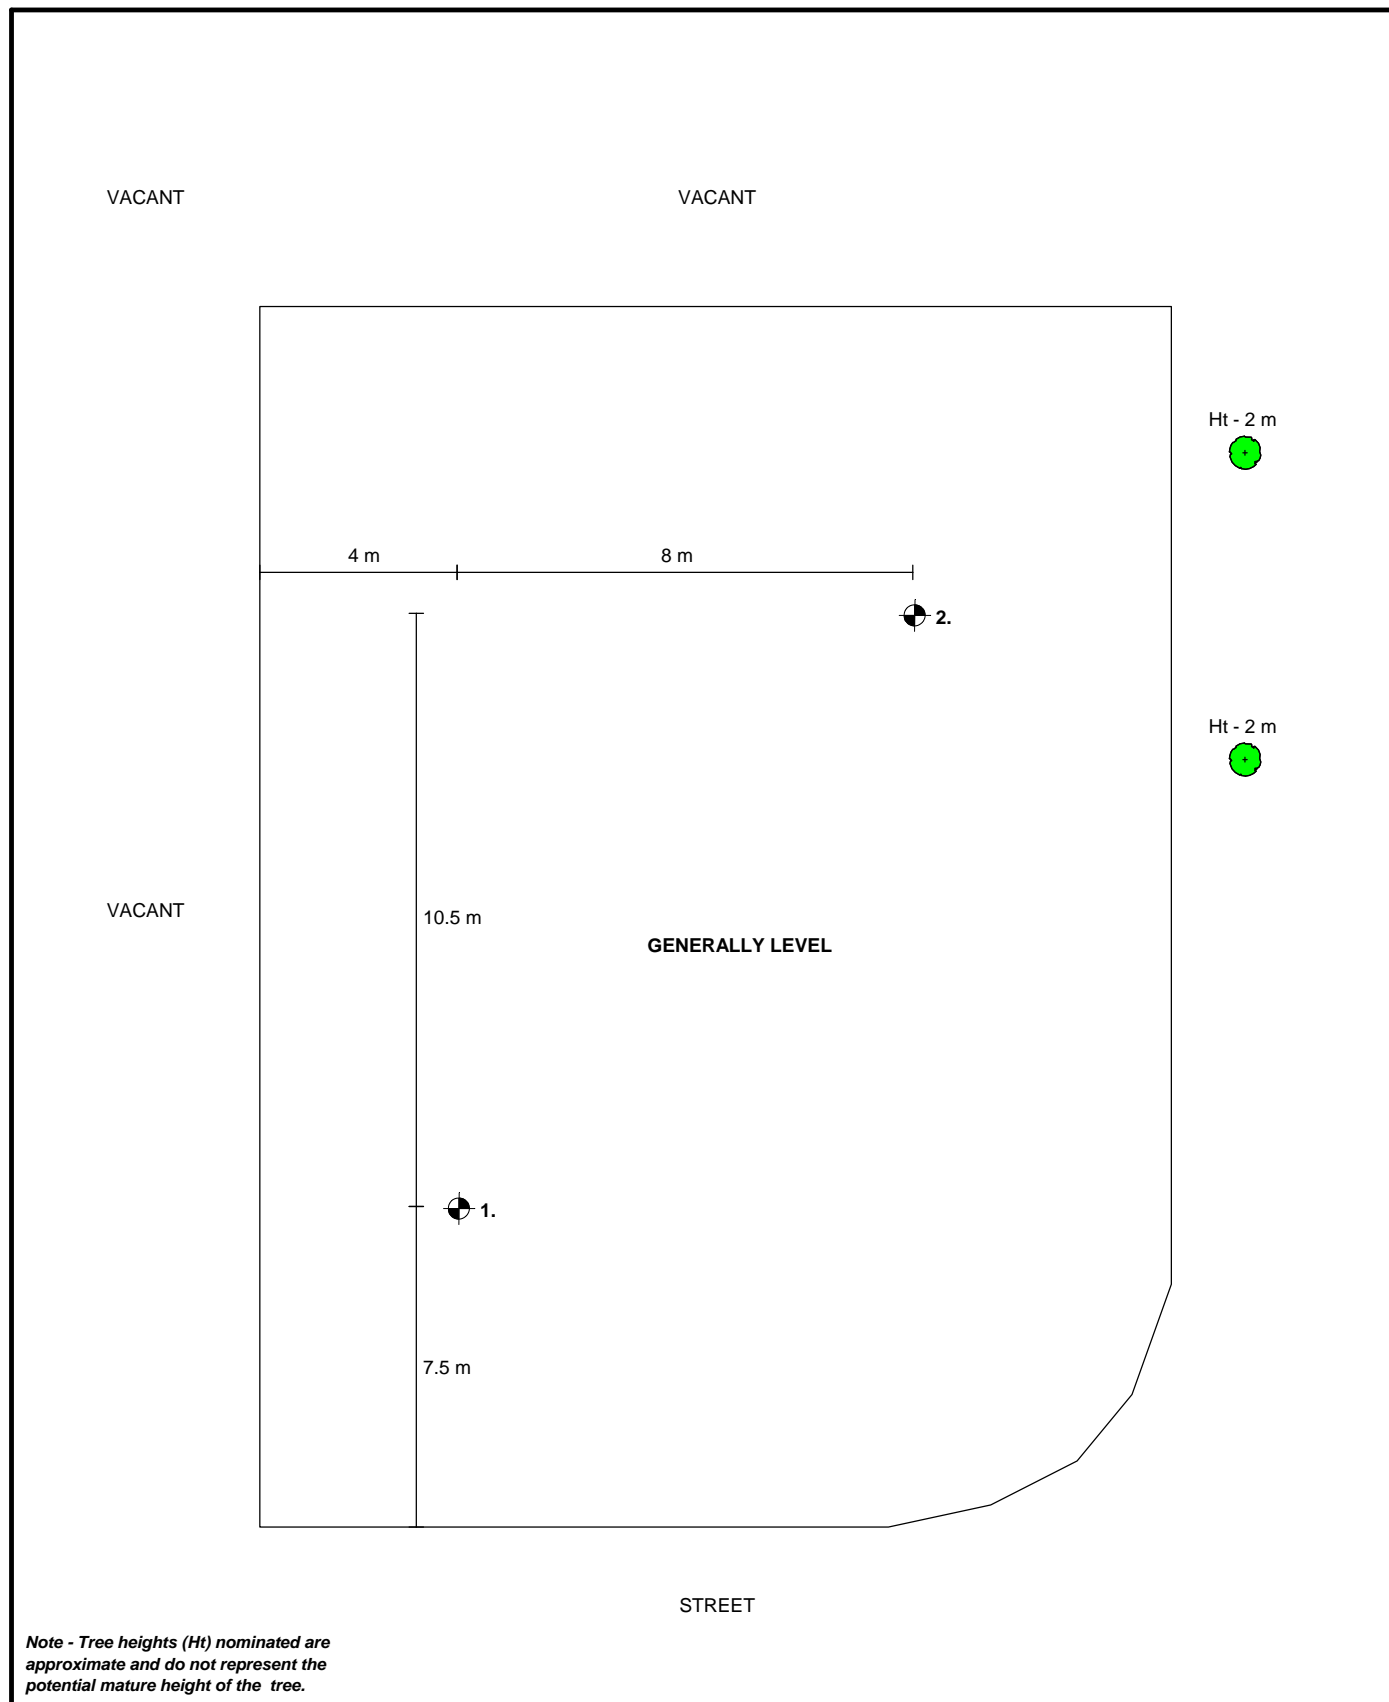 VACANT
VACANT
Ht - 2 m
4 m
8 m
2.
Ht - 2 m
VACANT
10.5 m
GENERALLY LEVEL
1.
7.5 m
STREET
Note - Tree heights (Ht) nominated are
approximate and do not represent the
potential mature height of the tree.